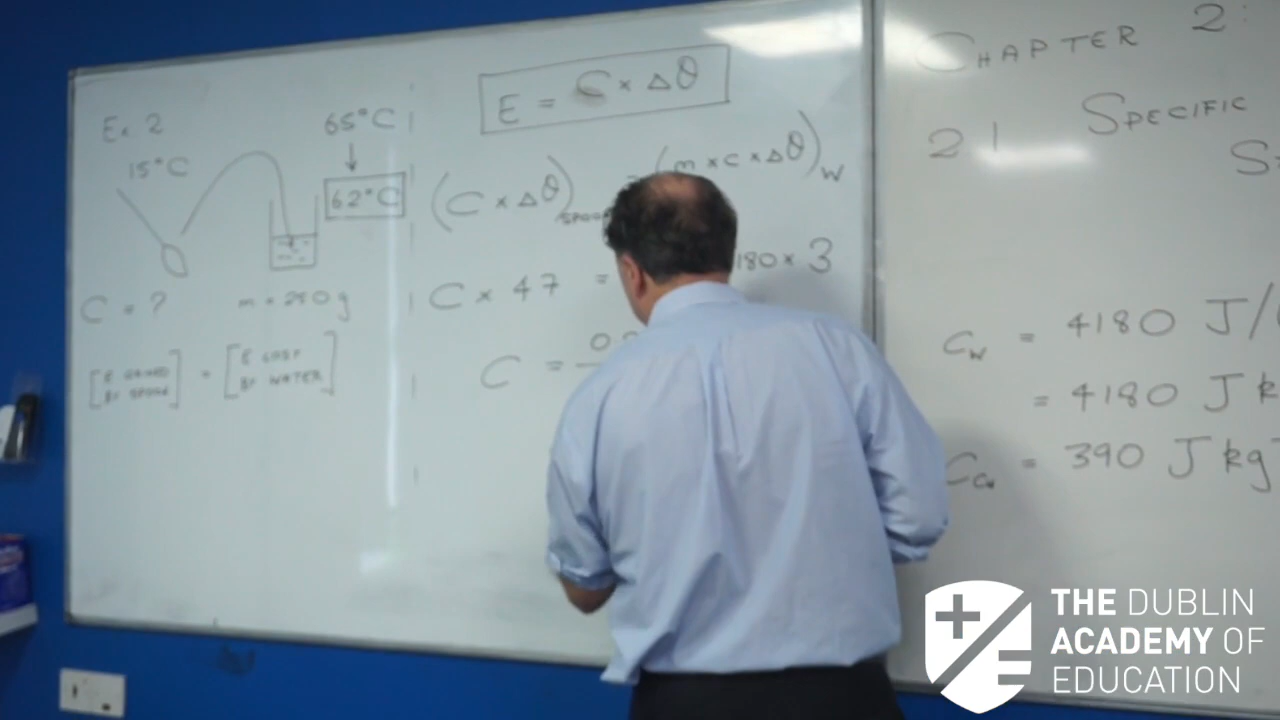 Ex 2
15°C
65°C
62°C
C = ?
m = 250 g
[E GAINED BY SPOON] = [E LOST BY WATER]
E = C × Δθ
(C × Δθ)SPOON = (m × c × Δθ)W
C × 47 = 180 × 3
C =
CHAPTER 2:
2 1 SPECIFIC
Cw = 4180 J/
= 4180 J k
= 390 J kg
THE DUBLIN
ACADEMY OF
EDUCATION